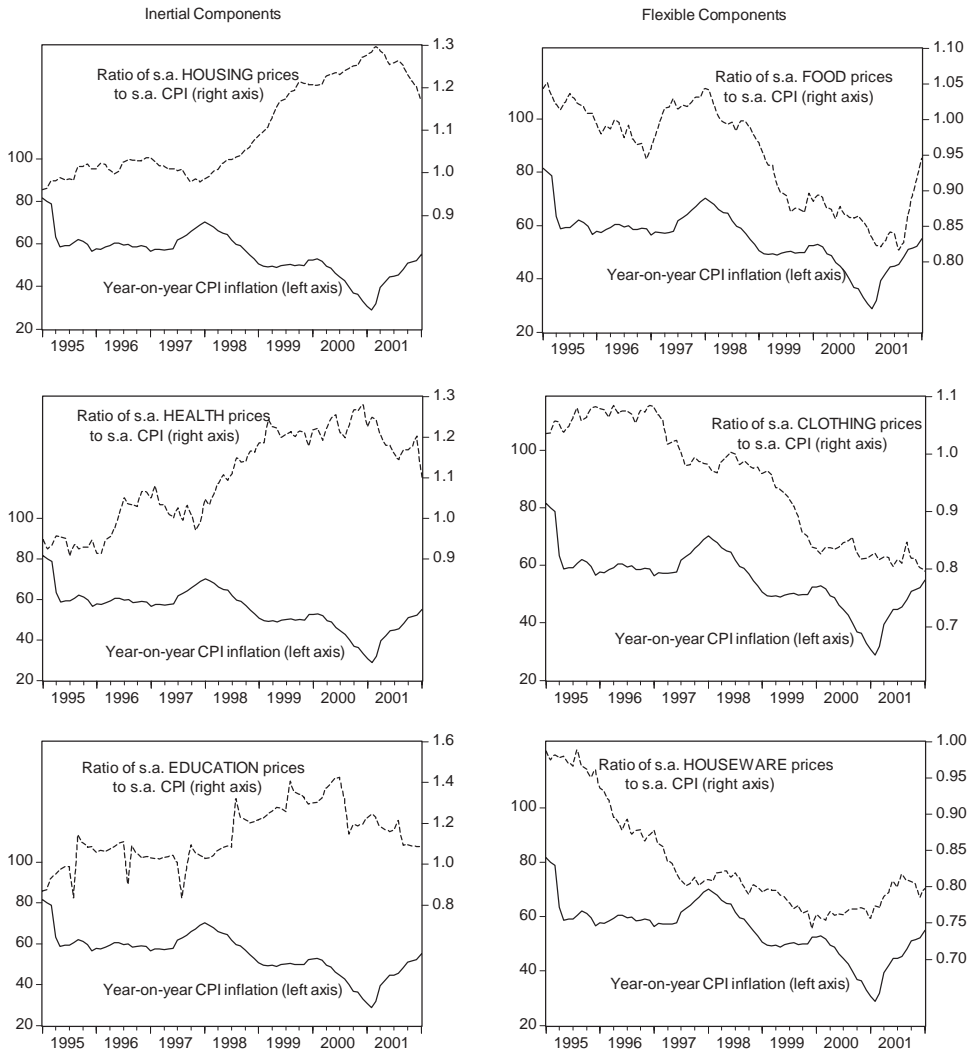 Inertial Components
Flexible Components
Ratio of s.a. HOUSING prices
to s.a. CPI (right axis)
Year-on-year CPI inflation (left axis)
100
80
60
40
20
1.3
1.2
1.1
1.0
0.9
1995 1996 1997 1998 1999 2000 2001
Ratio of s.a. FOOD prices
to s.a. CPI (right axis)
Year-on-year CPI inflation (left axis)
100
80
60
40
20
1.10
1.05
1.00
0.95
0.90
0.85
0.80
1995 1996 1997 1998 1999 2000 2001
Ratio of s.a. HEALTH prices
to s.a. CPI (right axis)
Year-on-year CPI inflation (left axis)
100
80
60
40
20
1.3
1.2
1.1
1.0
0.9
1995 1996 1997 1998 1999 2000 2001
Ratio of s.a. CLOTHING prices
to s.a. CPI (right axis)
Year-on-year CPI inflation (left axis)
100
80
60
40
20
1.1
1.0
0.9
0.8
0.7
1995 1996 1997 1998 1999 2000 2001
Ratio of s.a. EDUCATION prices
to s.a. CPI (right axis)
Year-on-year CPI inflation (left axis)
100
80
60
40
20
1.6
1.4
1.2
1.0
0.8
1995 1996 1997 1998 1999 2000 2001
Ratio of s.a. HOUSEWARE prices
to s.a. CPI (right axis)
Year-on-year CPI inflation (left axis)
100
80
60
40
20
1.00
0.95
0.90
0.85
0.80
0.75
0.70
1995 1996 1997 1998 1999 2000 2001